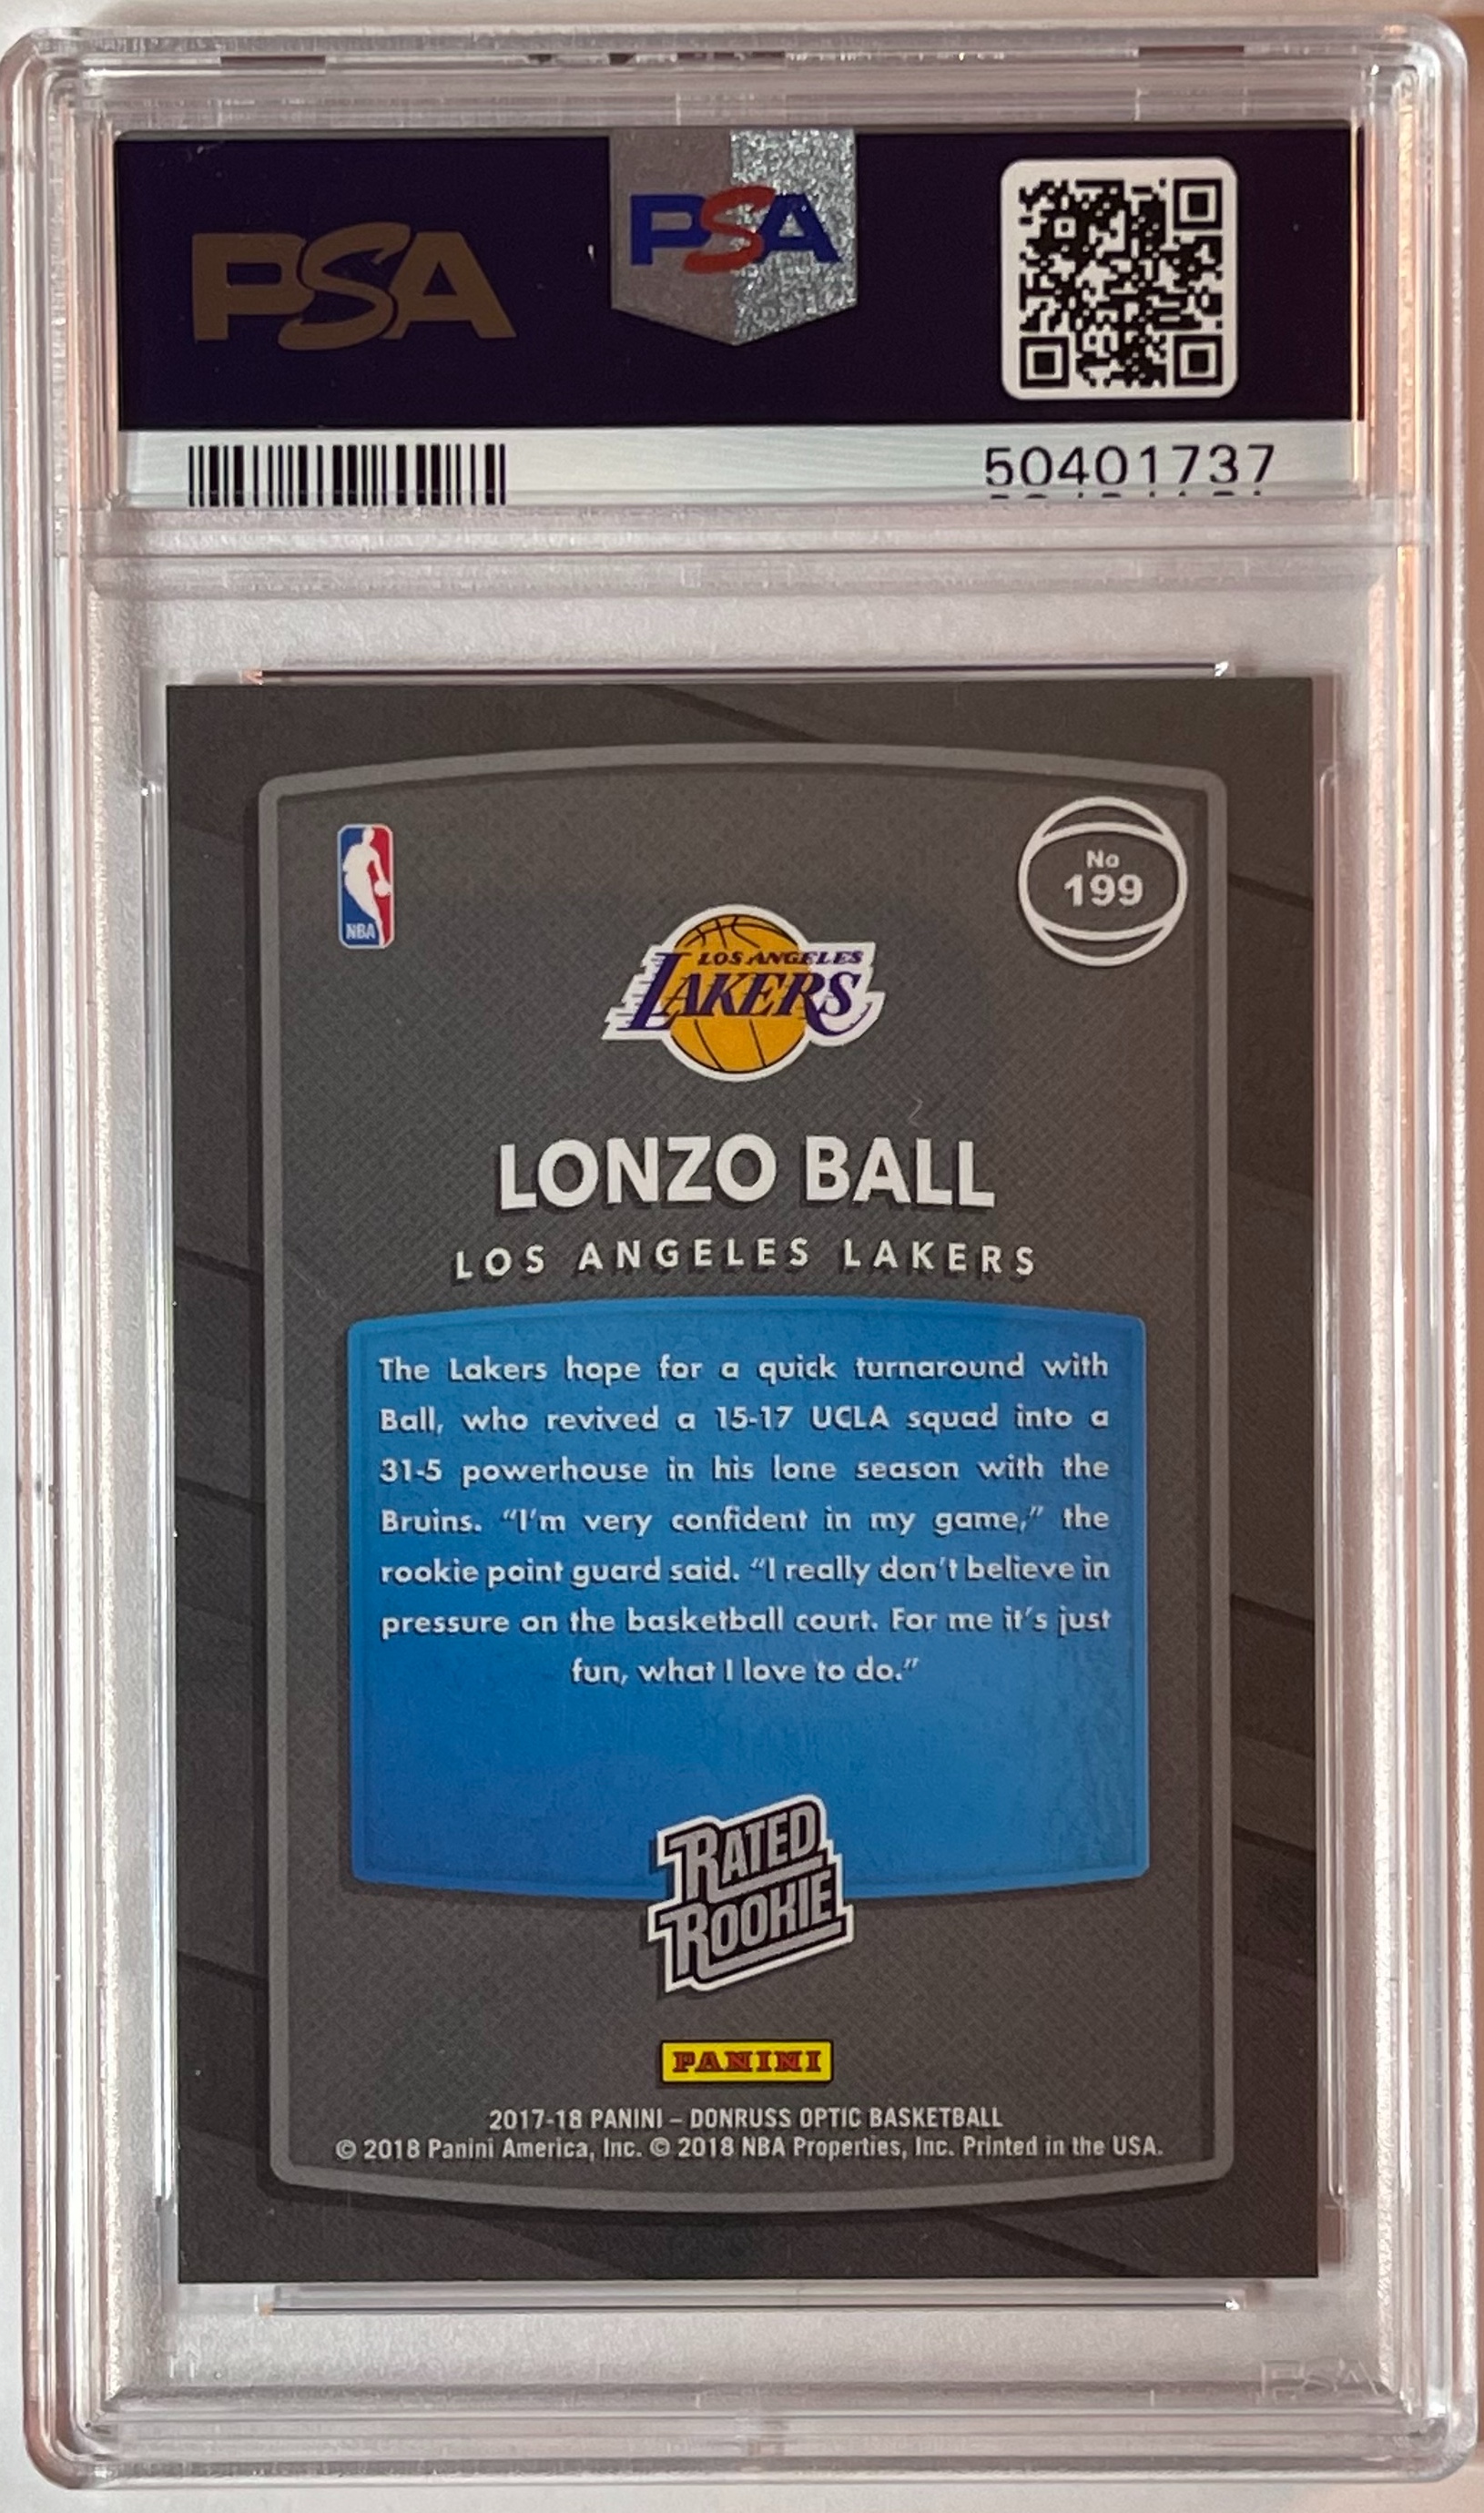 PSA
PSA
50401737
NBA
No
199
LOS ANGELES
LAKERS
LONZO BALL
LOS ANGELES LAKERS
The Lakers hope for a quick turnaround with
Ball, who revived a 15-17 UCLA squad into a
31-5 powerhouse in his lone season with the
Bruins. “I’m very confident in my game,” the
rookie point guard said. “I really don’t believe in
pressure on the basketball court. For me it’s just
fun, what I love to do.”
RATED
ROOKIE
PANINI
2017-18 PANINI – DONRUSS OPTIC BASKETBALL
© 2018 Panini America, Inc. © 2018 NBA Properties, Inc. Printed in the USA.
PSA